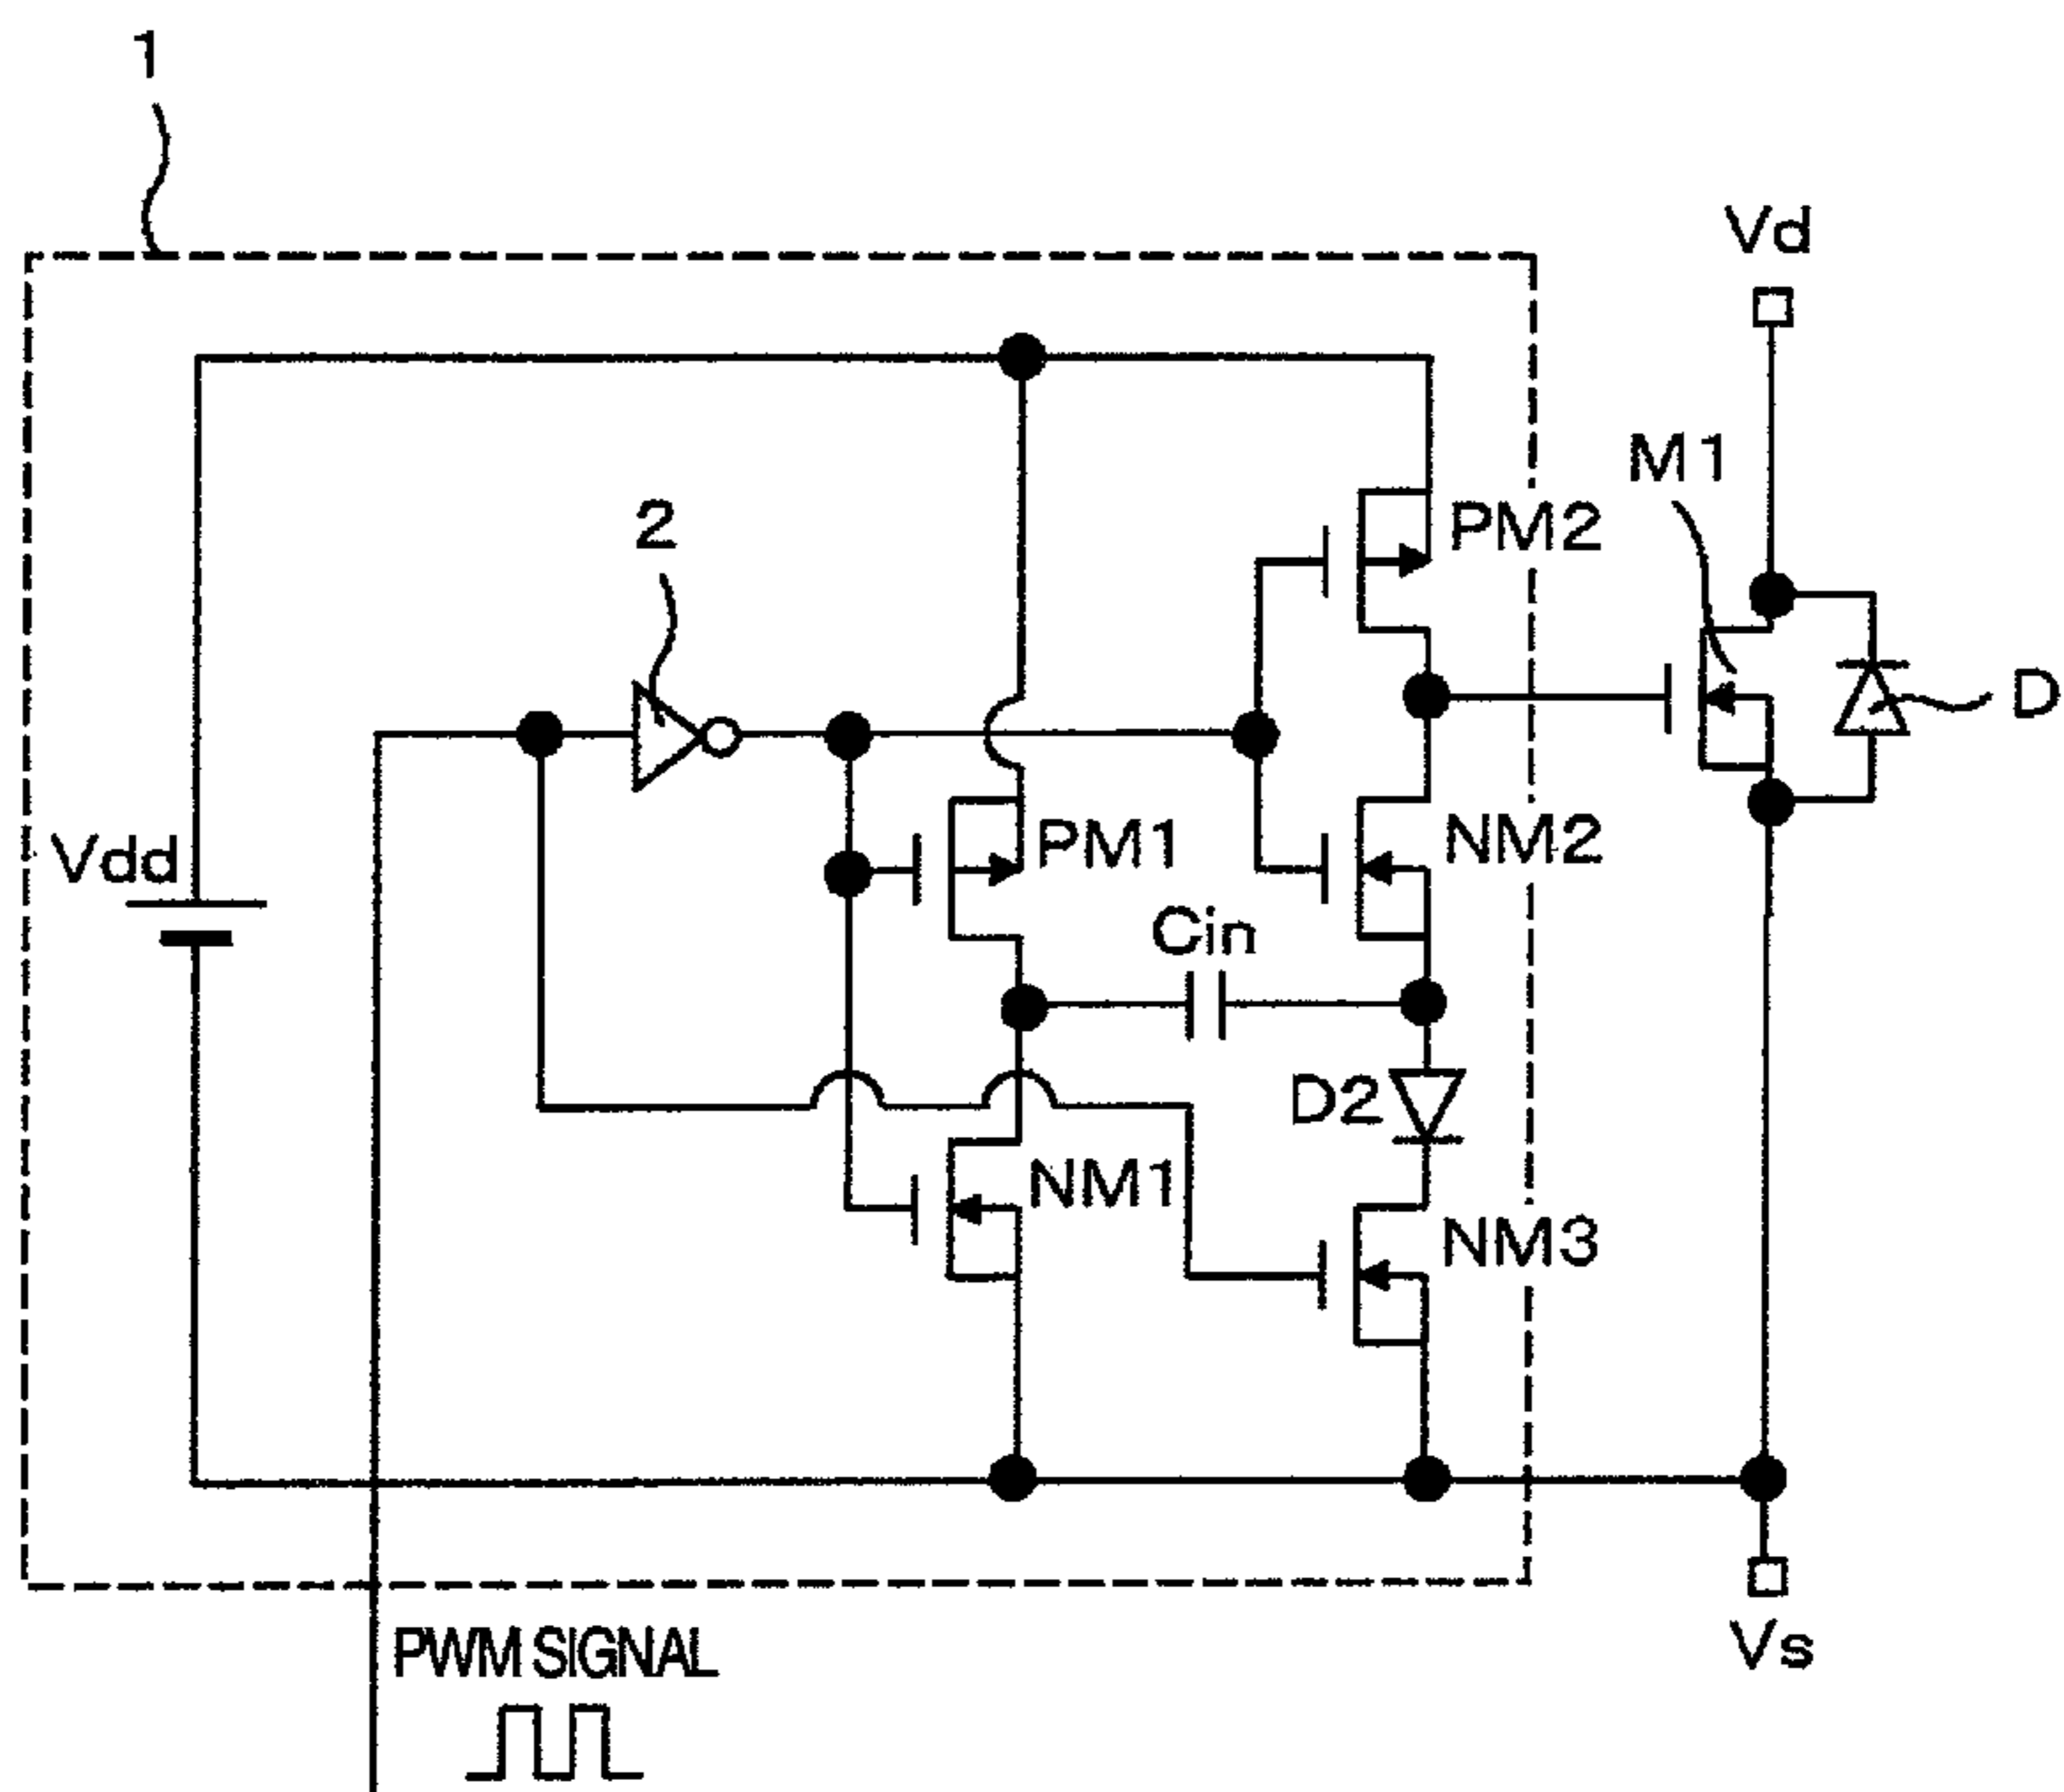 1
Vd
M1
2
PM2
D
Vdd
PM1
NM2
Cin
D2
NM1
NM3
PWM SIGNAL
Vs